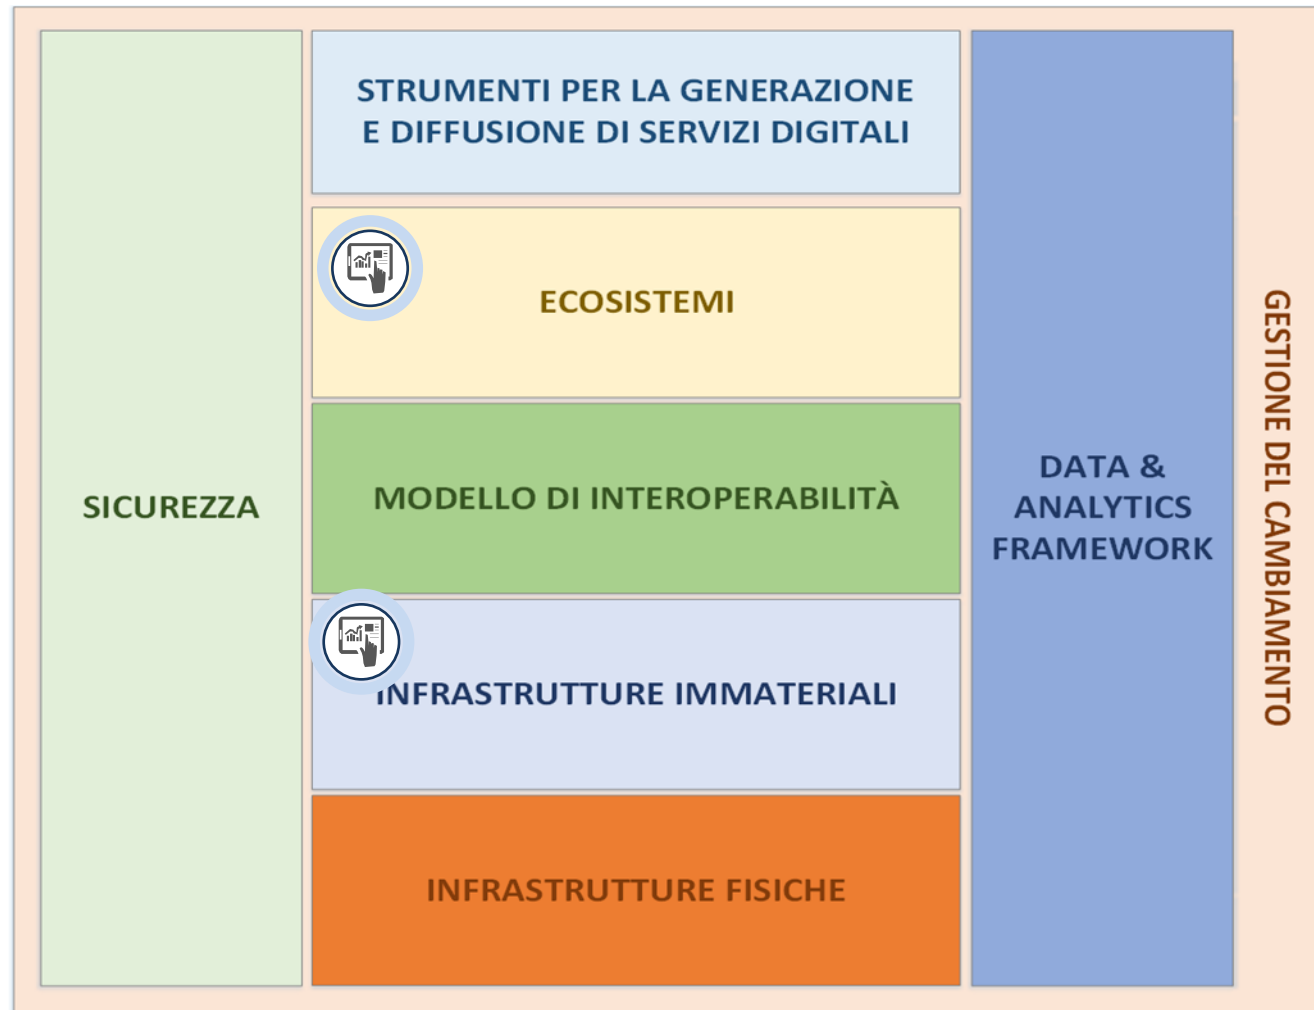 SICUREZZA
STRUMENTI PER LA GENERAZIONE
E DIFFUSIONE DI SERVIZI DIGITALI
ECOSISTEMI
MODELLO DI INTEROPERABILITÀ
INFRASTRUTTURE IMMATERIALI
INFRASTRUTTURE FISICHE
DATA &
ANALYTICS
FRAMEWORK
GESTIONE DEL CAMBIAMENTO